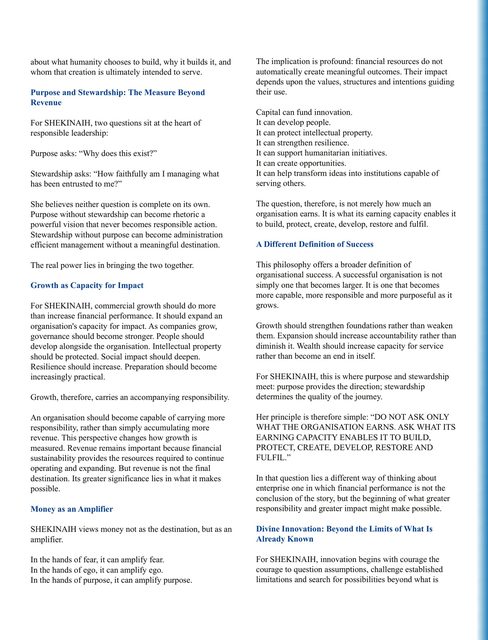 about what humanity chooses to build, why it builds it, and
whom that creation is ultimately intended to serve.
Purpose and Stewardship: The Measure Beyond
Revenue
For SHEKINAIH, two questions sit at the heart of
responsible leadership:
Purpose asks: “Why does this exist?”
Stewardship asks: “How faithfully am I managing what
has been entrusted to me?”
She believes neither question is complete on its own.
Purpose without stewardship can become rhetoric a
powerful vision that never becomes responsible action.
Stewardship without purpose can become administration
efficient management without a meaningful destination.
The real power lies in bringing the two together.
Growth as Capacity for Impact
For SHEKINAIH, commercial growth should do more
than increase financial performance. It should expand an
organisation's capacity for impact. As companies grow,
governance should become stronger. People should
develop alongside the organisation. Intellectual property
should be protected. Social impact should deepen.
Resilience should increase. Preparation should become
increasingly practical.
Growth, therefore, carries an accompanying responsibility.
An organisation should become capable of carrying more
responsibility, rather than simply accumulating more
revenue. This perspective changes how growth is
measured. Revenue remains important because financial
sustainability provides the resources required to continue
operating and expanding. But revenue is not the final
destination. Its greater significance lies in what it makes
possible.
Money as an Amplifier
SHEKINAIH views money not as the destination, but as an
amplifier.
In the hands of fear, it can amplify fear.
In the hands of ego, it can amplify ego.
In the hands of purpose, it can amplify purpose.
The implication is profound: financial resources do not
automatically create meaningful outcomes. Their impact
depends upon the values, structures and intentions guiding
their use.
Capital can fund innovation.
It can develop people.
It can protect intellectual property.
It can strengthen resilience.
It can support humanitarian initiatives.
It can create opportunities.
It can help transform ideas into institutions capable of
serving others.
The question, therefore, is not merely how much an
organisation earns. It is what its earning capacity enables it
to build, protect, create, develop, restore and fulfil.
A Different Definition of Success
This philosophy offers a broader definition of
organisational success. A successful organisation is not
simply one that becomes larger. It is one that becomes
more capable, more responsible and more purposeful as it
grows.
Growth should strengthen foundations rather than weaken
them. Expansion should increase accountability rather than
diminish it. Wealth should increase capacity for service
rather than become an end in itself.
For SHEKINAIH, this is where purpose and stewardship
meet: purpose provides the direction; stewardship
determines the quality of the journey.
Her principle is therefore simple: “DO NOT ASK ONLY
WHAT THE ORGANISATION EARNS. ASK WHAT ITS
EARNING CAPACITY ENABLES IT TO BUILD,
PROTECT, CREATE, DEVELOP, RESTORE AND
FULFIL.”
In that question lies a different way of thinking about
enterprise one in which financial performance is not the
conclusion of the story, but the beginning of what greater
responsibility and greater impact might make possible.
Divine Innovation: Beyond the Limits of What Is
Already Known
For SHEKINAIH, innovation begins with courage the
courage to question assumptions, challenge established
limitations and search for possibilities beyond what is